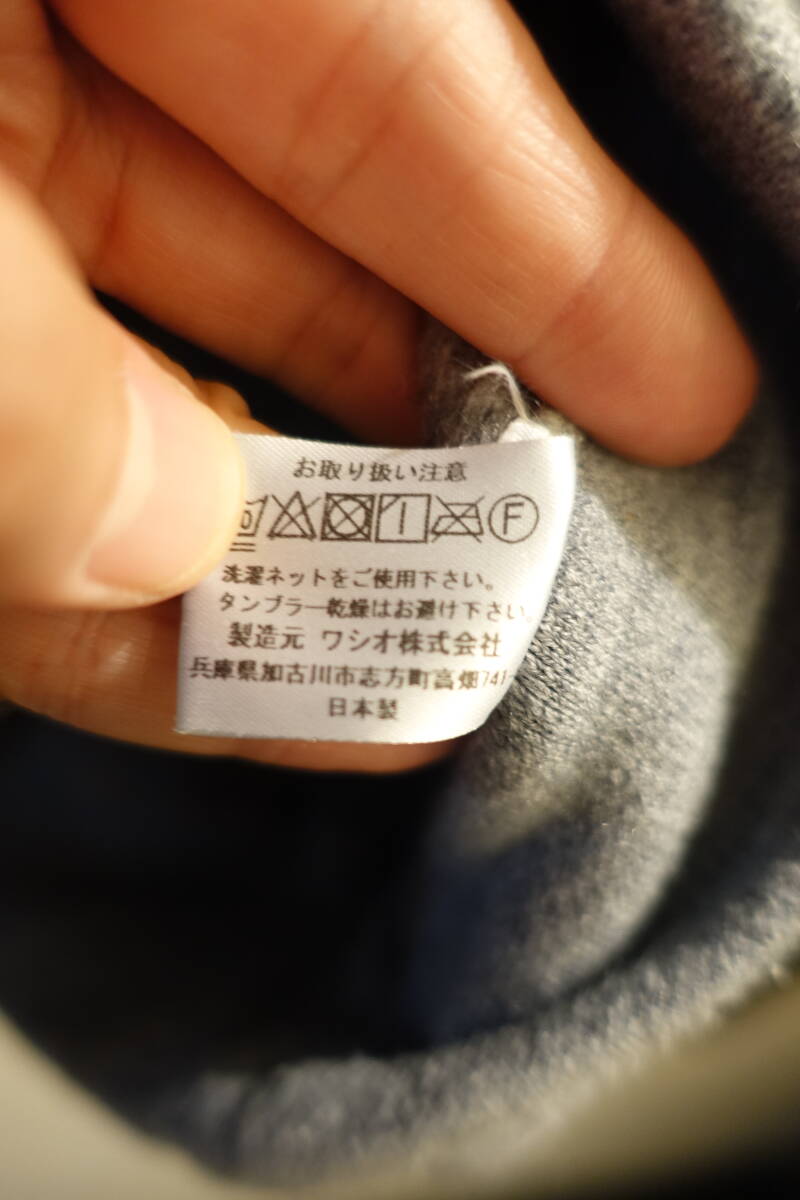 お取り扱い注意
F
洗濯ネットをご使用下さい。
タンブラー乾燥はお避け下さい。
製造元 ワシオ株式会社
兵庫県加古川市志方町高畑741-
日本製